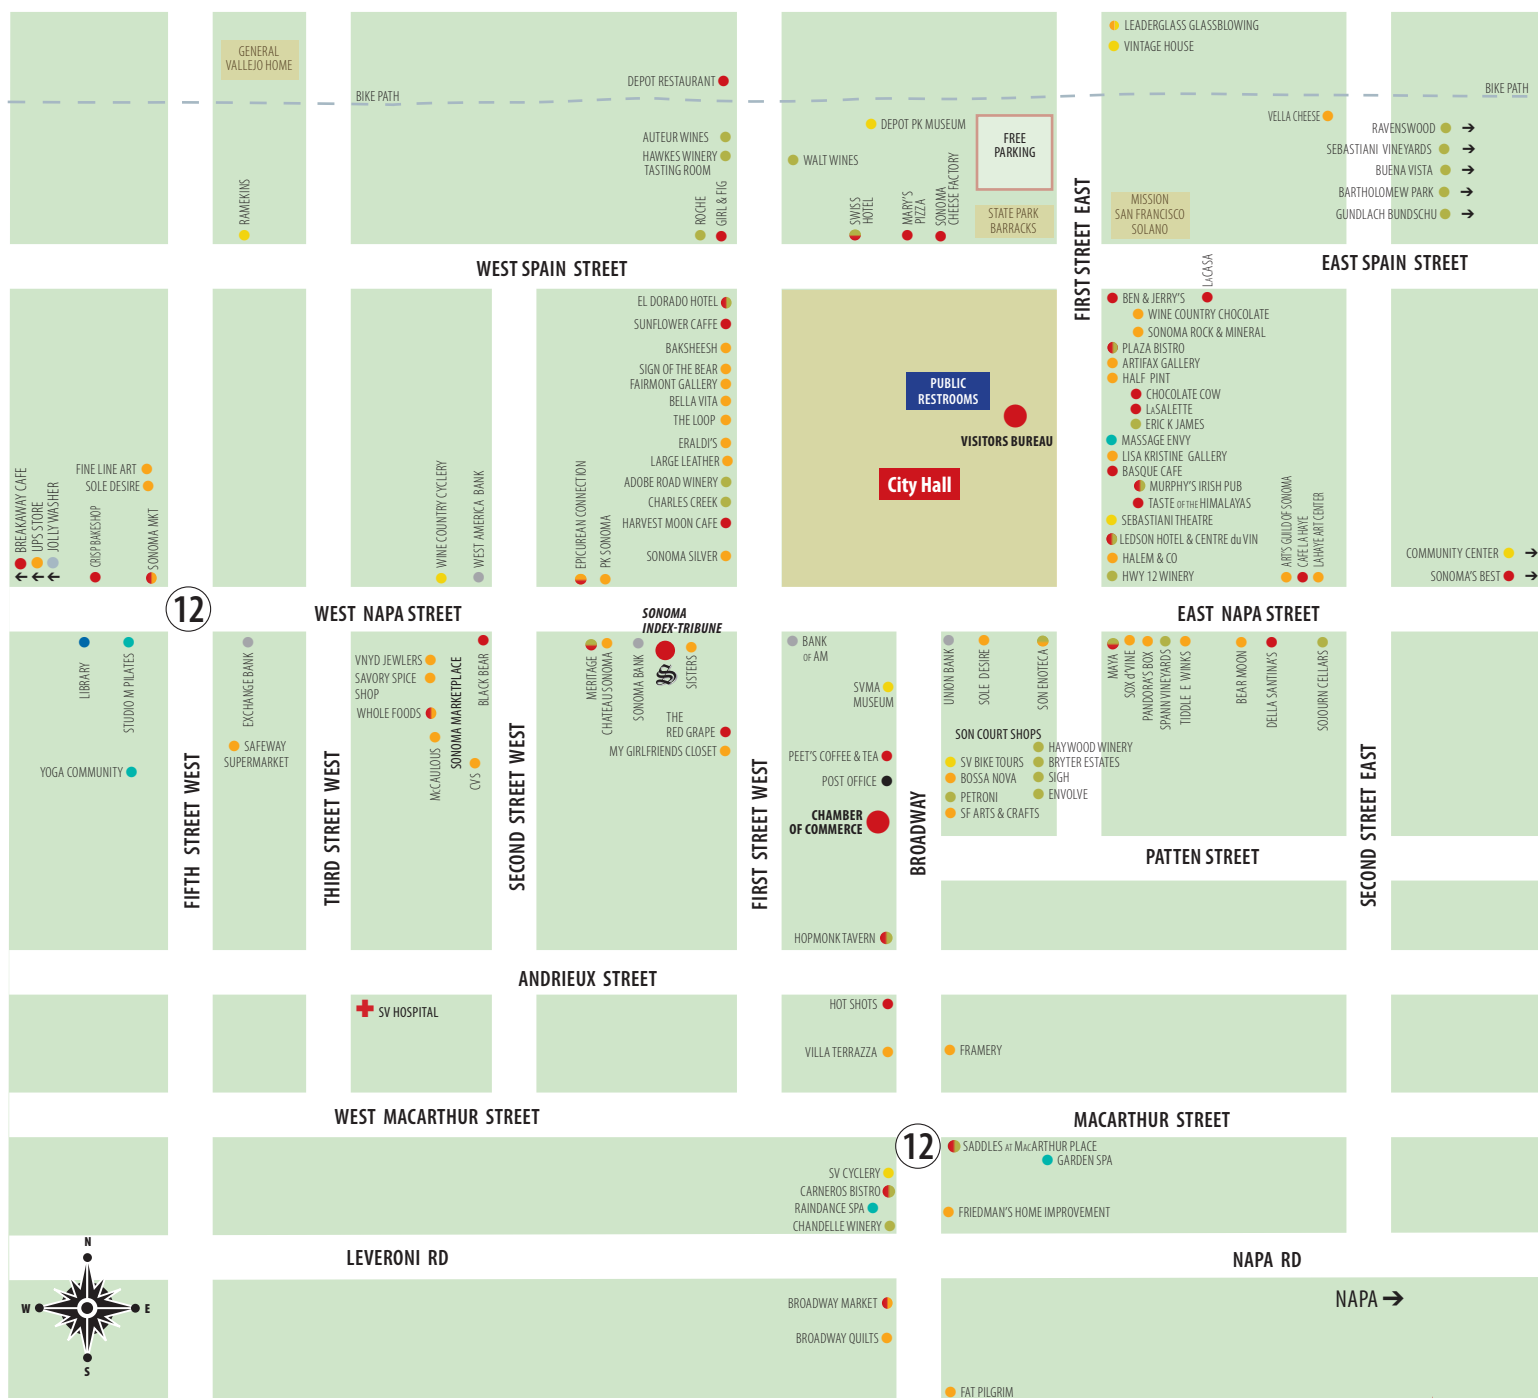 GENERAL
VALLEJO HOME
BIKE PATH
DEPOT RESTAURANT
AUTEUR WINES
HAWKES WINERY
TASTING ROOM
RAMEKINS
ROCHE
GIRL & FIG
DEPOT PK MUSEUM
WALT WINES
FREE
PARKING
SWISS
HOTEL
MARY'S
PIZZA
SONOMA
CHEESE FACTORY
STATE PARK
BARRACKS
LEADERGLASS GLASSBLOWING
VINTAGE HOUSE
BIKE PATH
VELLA CHEESE
RAVENSWOOD
SEBASTIANI VINEYARDS
BUENA VISTA
BARTHOLOMEW PARK
GUNDLACH BUNDSCHU
MISSION
SAN FRANCISCO
SOLANO
FIRST STREET EAST
WEST SPAIN STREET
EAST SPAIN STREET
FINE LINE ART
SOLE DESIRE
BREAKAWAY CAFE
UPS STORE
JOLLY WASHER
CRISP BAKESHOP
SONOMA MKT
WINE COUNTRY CYCLERY
WEST AMERICA BANK
EL DORADO HOTEL
SUNFLOWER CAFFE
BAKSHEESH
SIGN OF THE BEAR
FAIRMONT GALLERY
BELLA VITA
THE LOOP
ERALDI'S
LARGE LEATHER
ADOBE ROAD WINERY
CHARLES CREEK
HARVEST MOON CAFE
SONOMA SILVER
EPICUREAN CONNECTION
PK SONOMA
PUBLIC
RESTROOMS
VISITORS BUREAU
City Hall
LACASA
BEN & JERRY'S
WINE COUNTRY CHOCOLATE
SONOMA ROCK & MINERAL
PLAZA BISTRO
ARTIFAX GALLERY
HALF PINT
CHOCOLATE COW
LASALETTE
ERIC K JAMES
MASSAGE ENVY
LISA KRISTINE GALLERY
BASQUE CAFE
MURPHY'S IRISH PUB
TASTE OF THE HIMALAYAS
SEBASTIANI THEATRE
LEDSON HOTEL & CENTRE du VIN
HALEM & CO
HWY 12 WINERY
ART'S GUILD OF SONOMA
CAFE LA HAYE
LAHAYE ART CENTER
COMMUNITY CENTER
SONOMA'S BEST
12
WEST NAPA STREET
SONOMA
INDEX-TRIBUNE
EAST NAPA STREET
LIBRARY
STUDIO M PILATES
YOGA COMMUNITY
EXCHANGE BANK
SAFEWAY
SUPERMARKET
VNYD JEWLERS
SAVORY SPICE
SHOP
WHOLE FOODS
McCAULOUS
SONOMA MARKETPLACE
CVS
BLACK BEAR
MERITAGE
CHATEAU SONOMA
SONOMA BANK
S
SISTERS
THE
RED GRAPE
MY GIRLFRIENDS CLOSET
BANK
OF AM
SVMA
MUSEUM
PEET'S COFFEE & TEA
POST OFFICE
CHAMBER
OF COMMERCE
HOPMONK TAVERN
UNION BANK
SOLE DESIRE
SON ENOTECA
SON COURT SHOPS
SV BIKE TOURS
BOSSA NOVA
PETRONI
SF ARTS & CRAFTS
HAYWOOD WINERY
BRYTER ESTATES
SIGH
ENVOLVE
MAYA
SOX d'VINE
PANDORA'S BOX
SPANN VINEYARDS
TIDDLE E WINKS
BEAR MOON
DELLA SANTINA'S
SOJOURN CELLARS
FIFTH STREET WEST
THIRD STREET WEST
SECOND STREET WEST
FIRST STREET WEST
BROADWAY
SECOND STREET EAST
PATTEN STREET
ANDRIEUX STREET
SV HOSPITAL
HOT SHOTS
VILLA TERRAZZA
FRAMERY
WEST MACARTHUR STREET
MACARTHUR STREET
12
SADDLES AT MACARTHUR PLACE
GARDEN SPA
SV CYCLERY
CARNEROS BISTRO
RAINDANCE SPA
CHANDELLE WINERY
FRIEDMAN'S HOME IMPROVEMENT
LEVERONI RD
NAPA RD
N
W
E
S
NAPA
BROADWAY MARKET
BROADWAY QUILTS
FAT PILGRIM